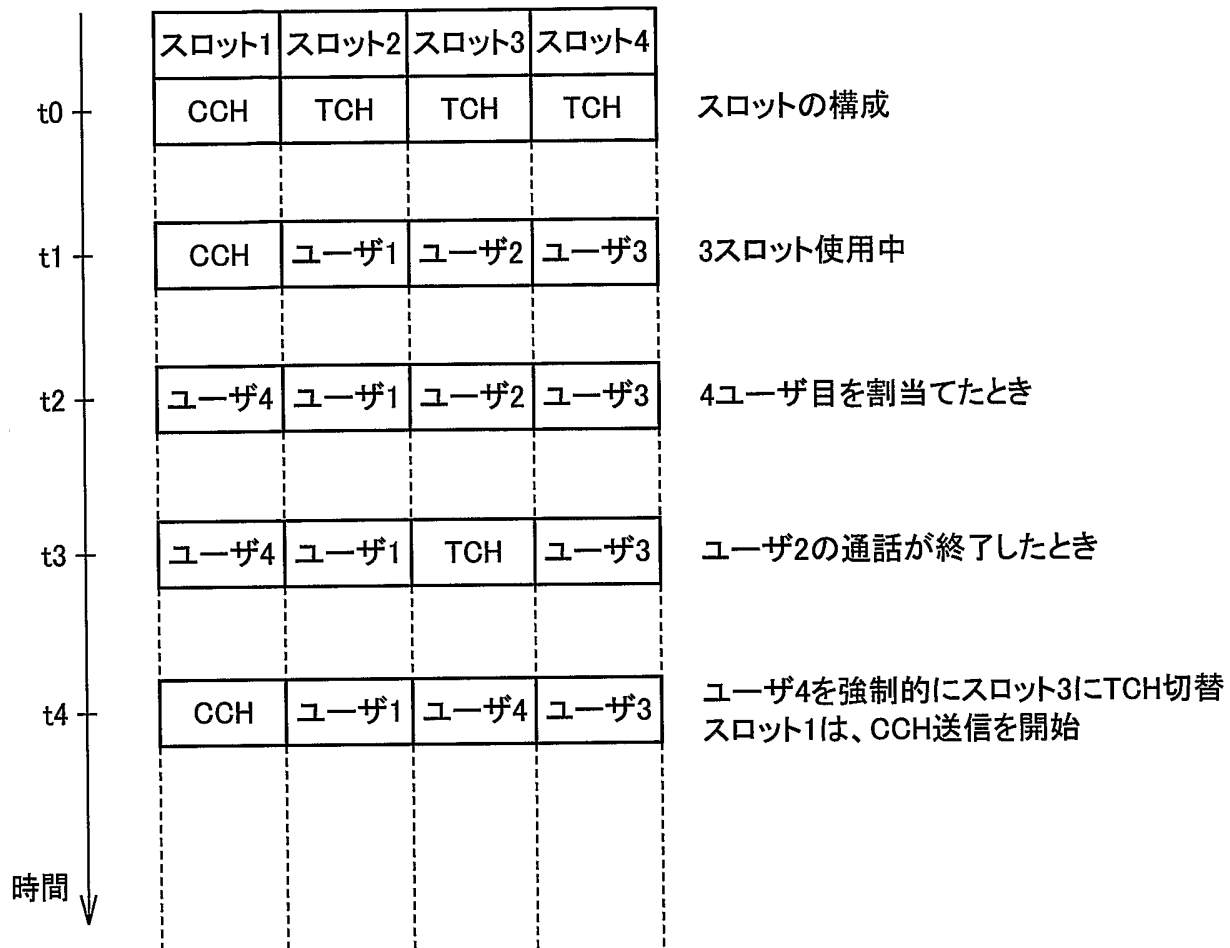 スロット1 スロット2 スロット3 スロット4
t0 CCH TCH TCH TCH スロットの構成
t1 CCH ユーザ1 ユーザ2 ユーザ3 3スロット使用中
t2 ユーザ4 ユーザ1 ユーザ2 ユーザ3 4ユーザ目を割当てたとき
t3 ユーザ4 ユーザ1 TCH ユーザ3 ユーザ2の通話が終了したとき
t4 CCH ユーザ1 ユーザ4 ユーザ3 ユーザ4を強制的にスロット3にTCH切替
スロット1は、CCH送信を開始
時間